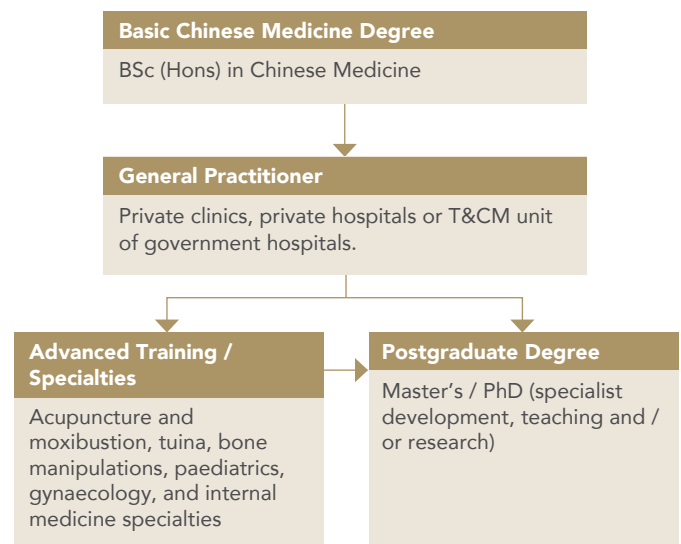 Basic Chinese Medicine Degree
BSc (Hons) in Chinese Medicine
General Practitioner
Private clinics, private hospitals or T&CM unit
of government hospitals.
Advanced Training /
Specialties
Acupuncture and
moxibustion, tuina, bone
manipulations, paediatrics,
gynaecology, and internal
medicine specialties
Postgraduate Degree
Master's / PhD (specialist
development, teaching and /
or research)